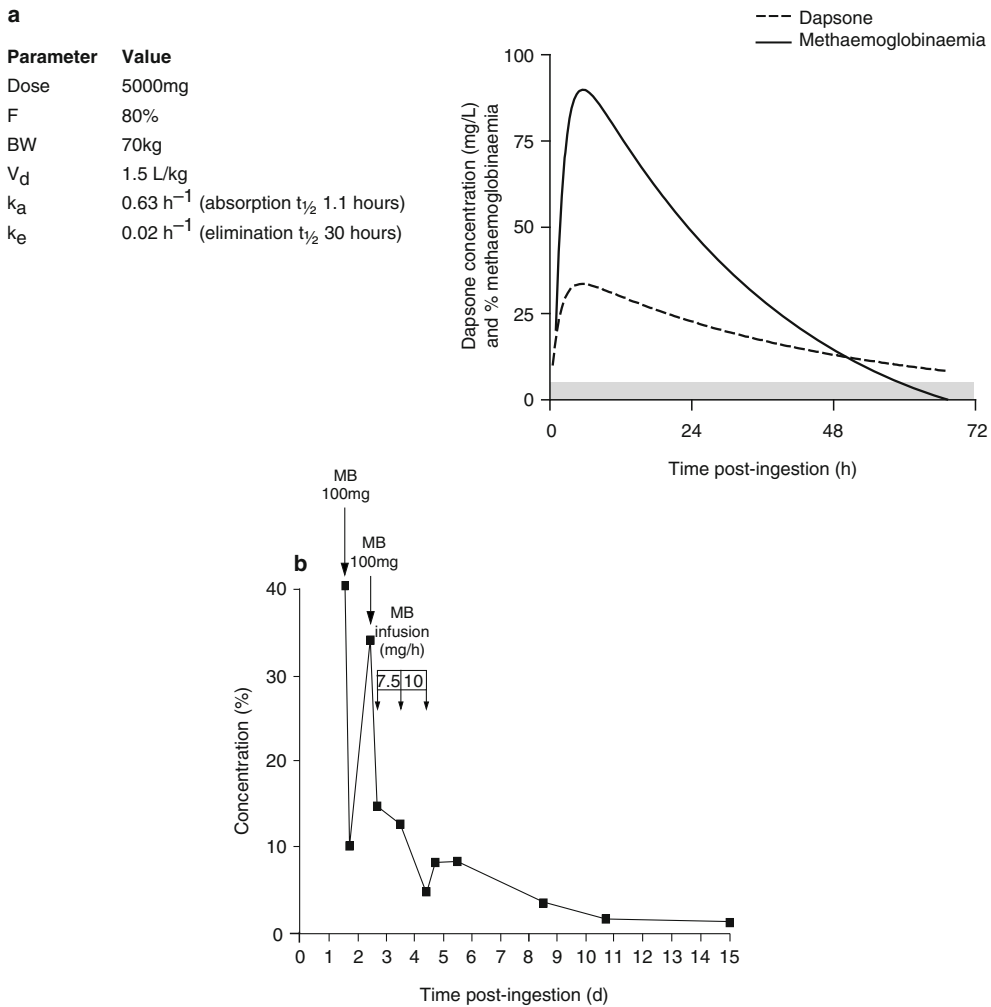 a
Parameter Value
Dose 5000mg
F 80%
BW 70kg
Vd 1.5 L/kg
ka 0.63 h–1 (absorption t½ 1.1 hours)
ke 0.02 h–1 (elimination t½ 30 hours)
Dapsone
Methaemoglobinaemia
Dapsone concentration (mg/L)
and % methaemoglobinaemia
100
75
50
25
0
0 24 48 72
Time post-ingestion (h)
b
MB
100mg
MB
100mg
MB
infusion
(mg/h)
7.5 10
Concentration (%)
40
30
20
10
0
0 1 2 3 4 5 6 7 8 9 10 11 12 13 14 15
Time post-ingestion (d)